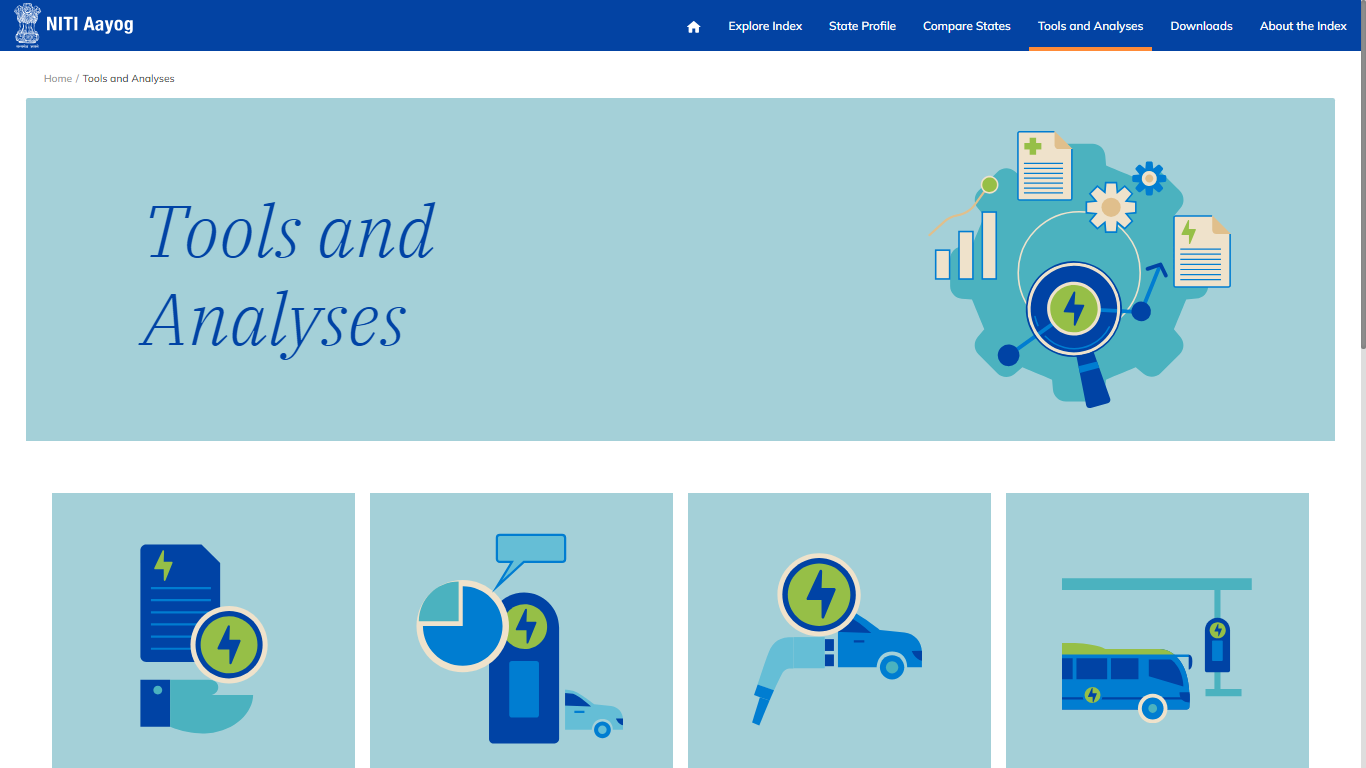 NITI Aayog
Explore Index
State Profile
Compare States
Tools and Analyses
Downloads
About the Index
Home / Tools and Analyses
Tools and
Analyses